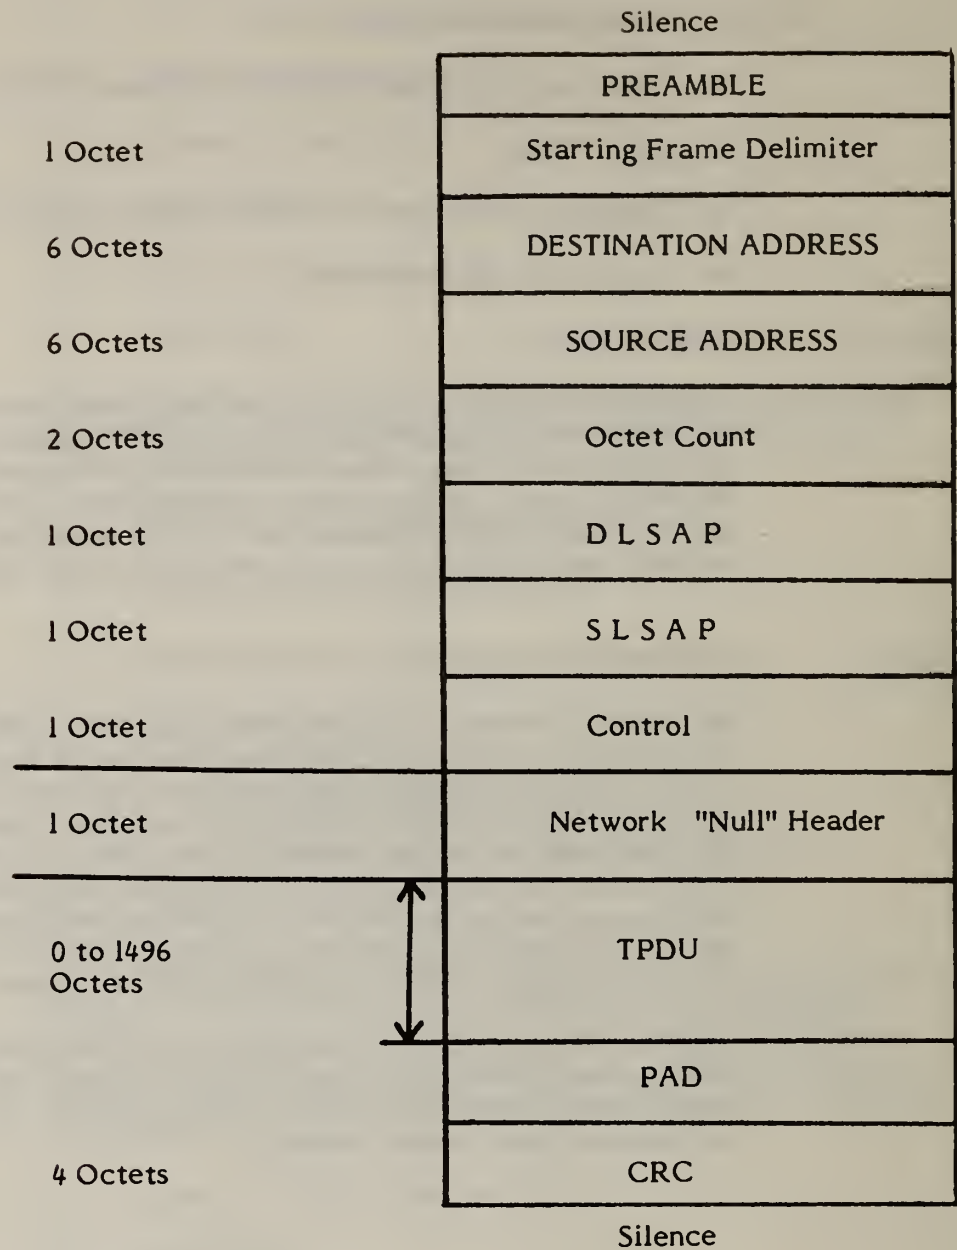 Silence
PREAMBLE
1 Octet Starting Frame Delimiter
6 Octets DESTINATION ADDRESS
6 Octets SOURCE ADDRESS
2 Octets Octet Count
1 Octet D L S A P
1 Octet S L S A P
1 Octet Control
1 Octet Network "Null" Header
0 to 1496
Octets
TPDU
PAD
4 Octets CRC
Silence